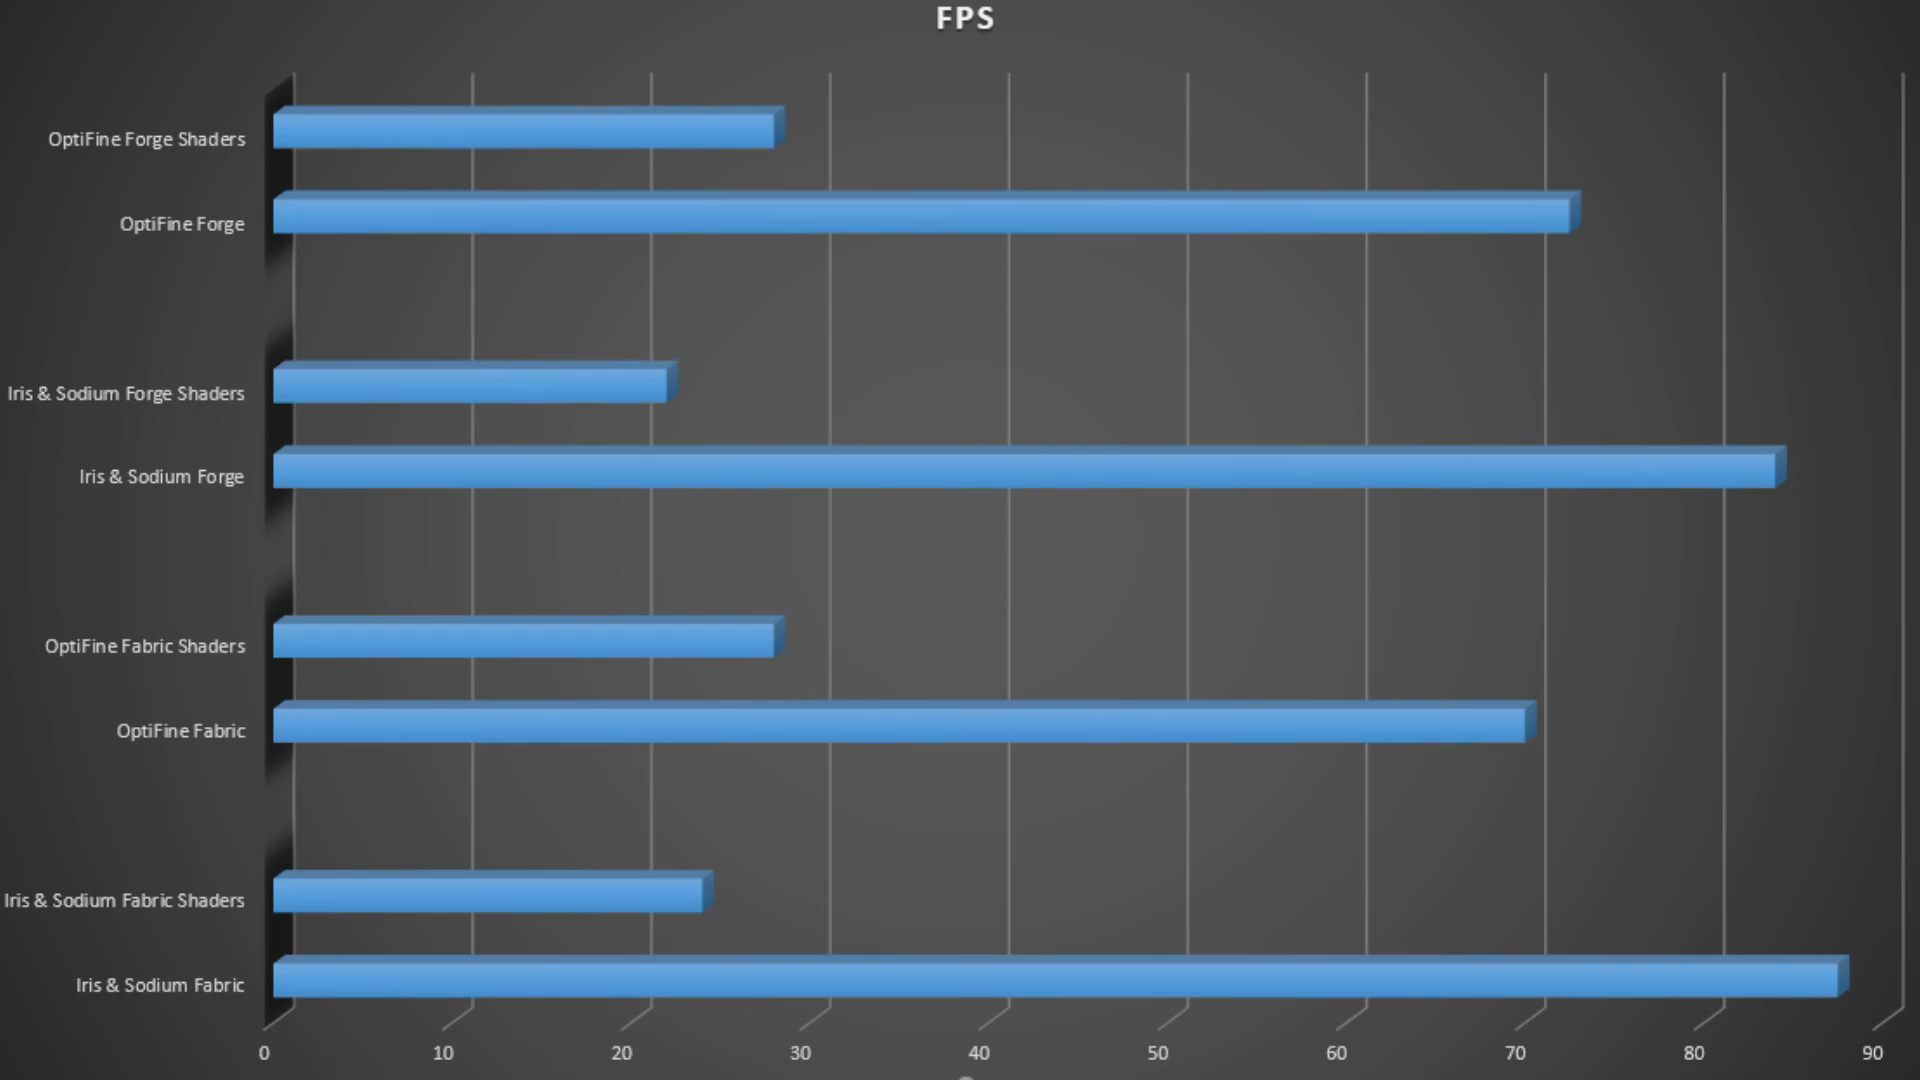 FPS
OptiFine Forge Shaders
OptiFine Forge
Iris & Sodium Forge Shaders
Iris & Sodium Forge
OptiFine Fabric Shaders
OptiFine Fabric
Iris & Sodium Fabric Shaders
Iris & Sodium Fabric
0 10 20 30 40 50 60 70 80 90